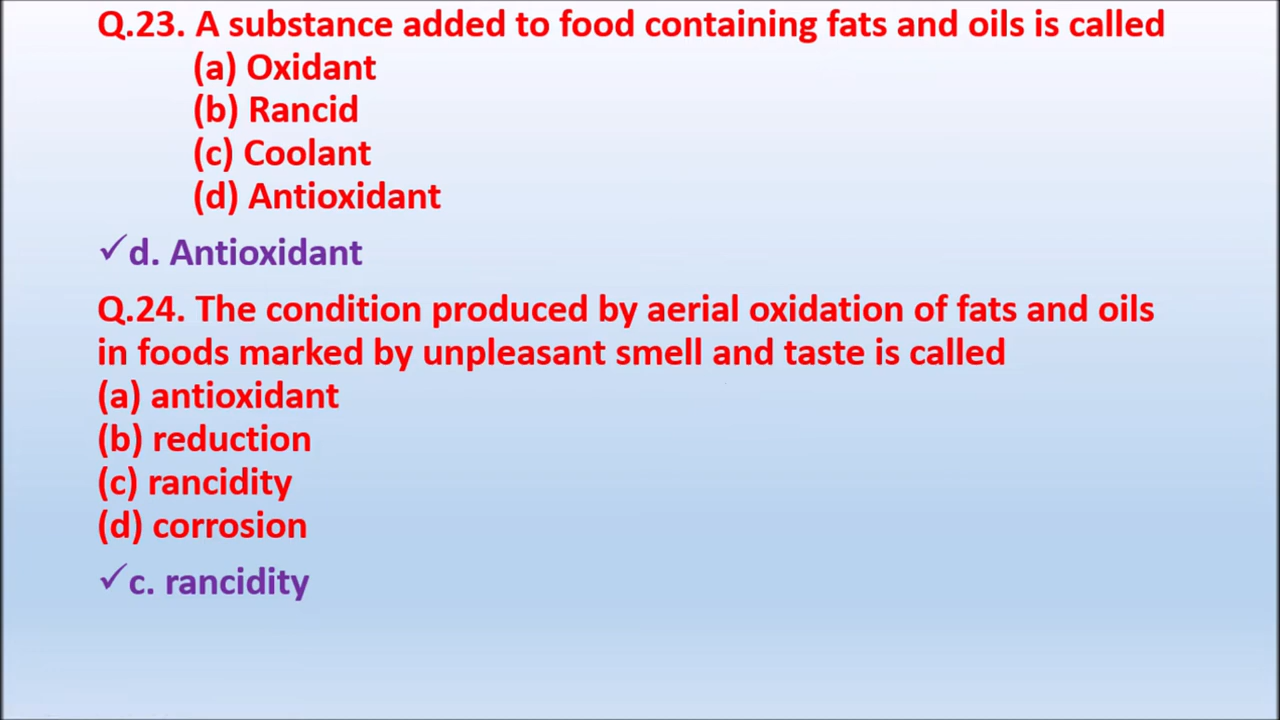 Q.23. A substance added to food containing fats and oils is called
(a) Oxidant
(b) Rancid
(c) Coolant
(d) Antioxidant
✓d. Antioxidant
Q.24. The condition produced by aerial oxidation of fats and oils
in foods marked by unpleasant smell and taste is called
(a) antioxidant
(b) reduction
(c) rancidity
(d) corrosion
✓c. rancidity